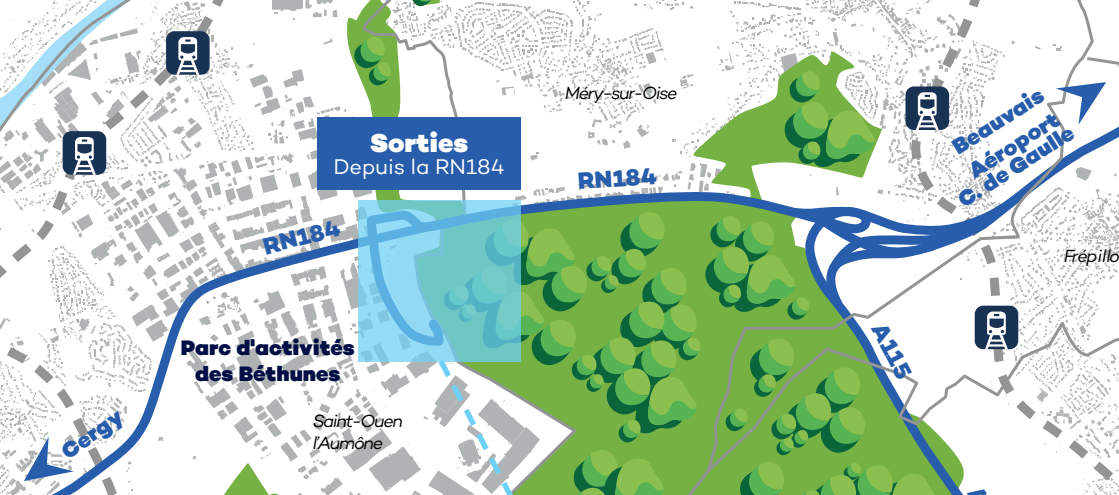 Méry-sur-Oise
Sorties
Depuis la RN184
RN184
RN184
Beauvais
Aéroport
C. de Gaulle
Parc d'activités
des Béthunes
Cergy
Saint-Ouen
l'Aumône
A115
Frépillo